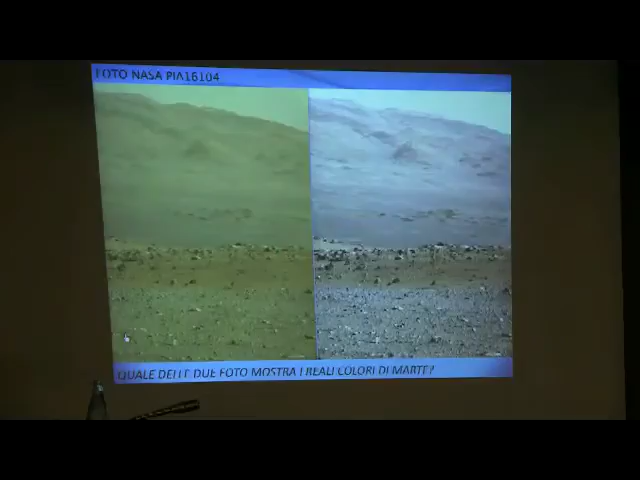 FOTO NASA PIA16104
QUALE DELLE DUE FOTO MOSTRA I REALI COLORI DI MARTE?